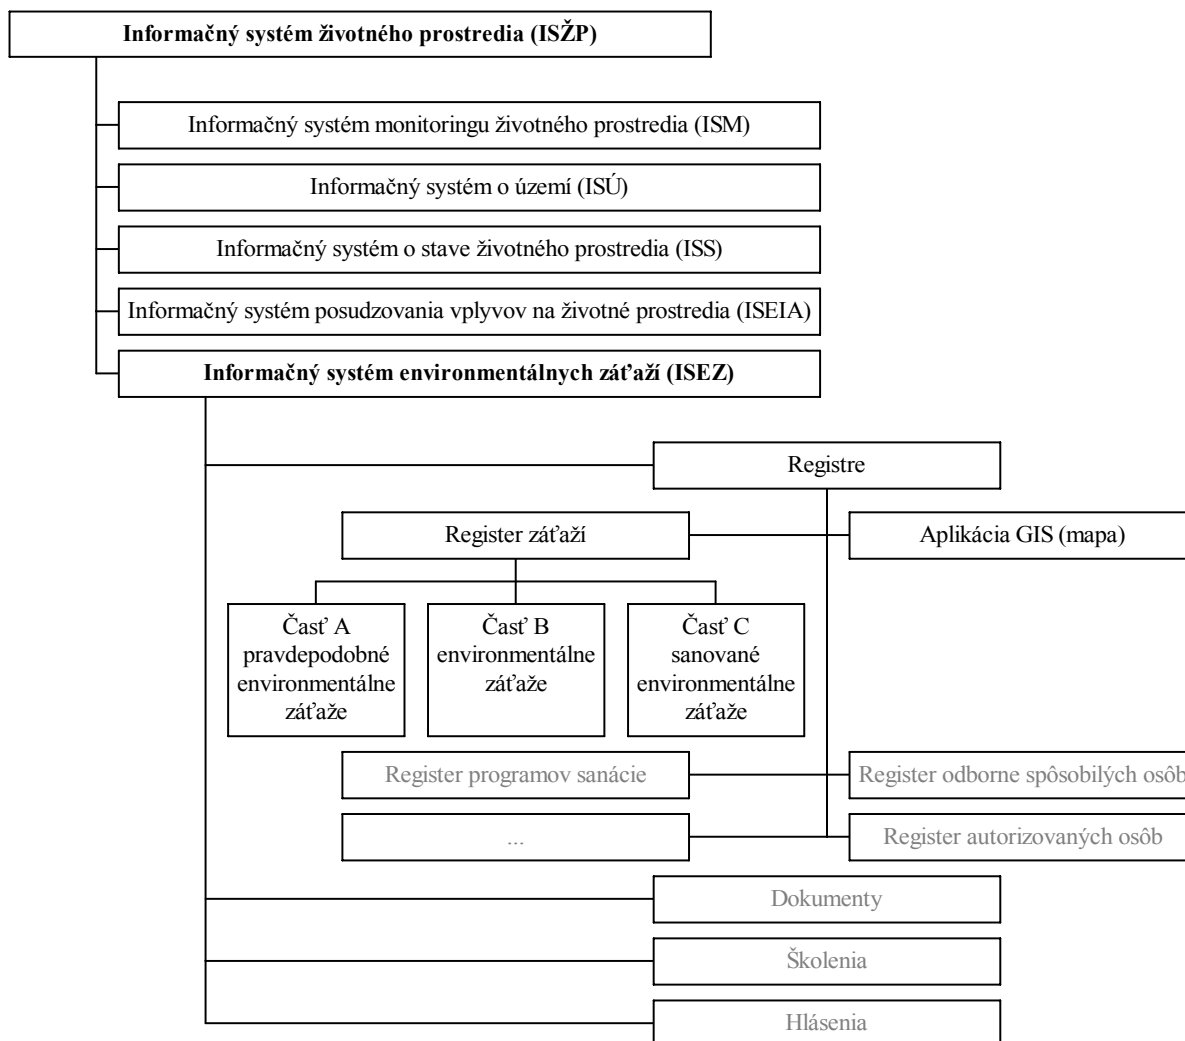 Informačný systém životného prostredia (ISŽP)
Informačný systém monitoringu životného prostredia (ISM)
Informačný systém o území (ISÚ)
Informačný systém o stave životného prostredia (ISS)
Informačný systém posudzovania vplyvov na životné prostredia (ISEIA)
Informačný systém environmentálnych záťaží (ISEZ)
Registre
Register záťaží
Aplikácia GIS (mapa)
Časť A
pravdepodobné
environmentálne
záťaže
Časť B
environmentálne
záťaže
Časť C
sanované
environmentálne
záťaže
Register programov sanácie
Register odborne spôsobilých osôb
...
Register autorizovaných osôb
Dokumenty
Školenia
Hlásenia